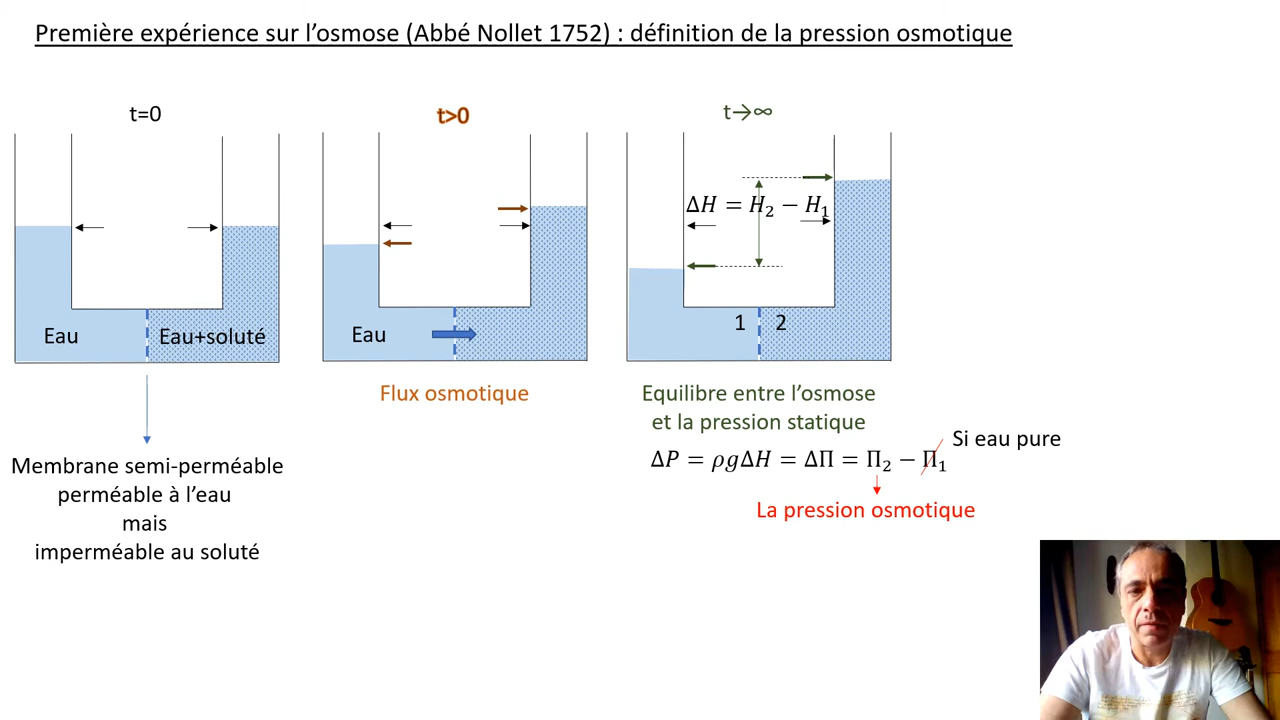 Première expérience sur l’osmose (Abbé Nollet 1752) : définition de la pression osmotique
t=0
t>0
t→∞
ΔH = H₂ − H₁
Eau
Eau+soluté
Eau
1
2
Flux osmotique
Equilibre entre l’osmose
et la pression statique
Si eau pure
ΔP = ρgΔH = ΔΠ = Π₂ − Π₁
La pression osmotique
Membrane semi-perméable
perméable à l’eau
mais
imperméable au soluté